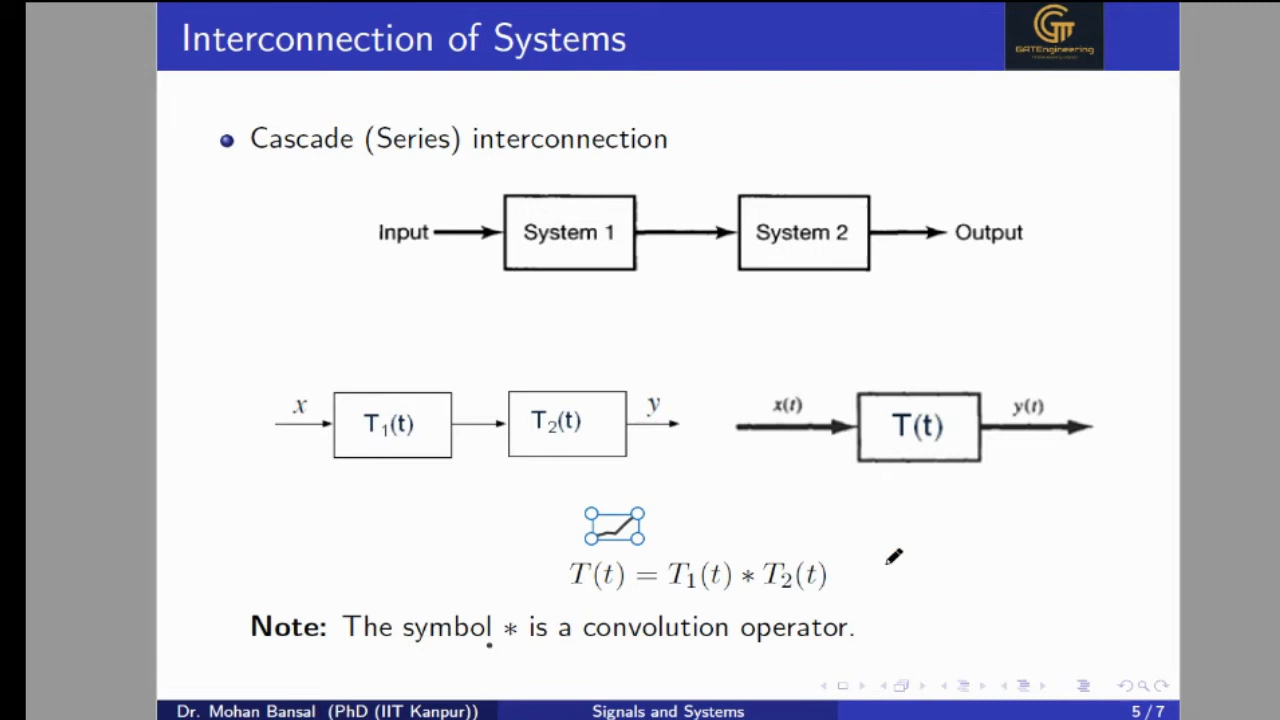 Interconnection of Systems
GATEngineering
Cascade (Series) interconnection
Input System 1 System 2 Output
x T₁(t) T₂(t) y x(t) T(t) y(t)
T(t) = T₁(t) * T₂(t)
Note: The symbol * is a convolution operator.
Dr. Mohan Bansal (PhD (IIT Kanpur)) Signals and Systems 5 / 7